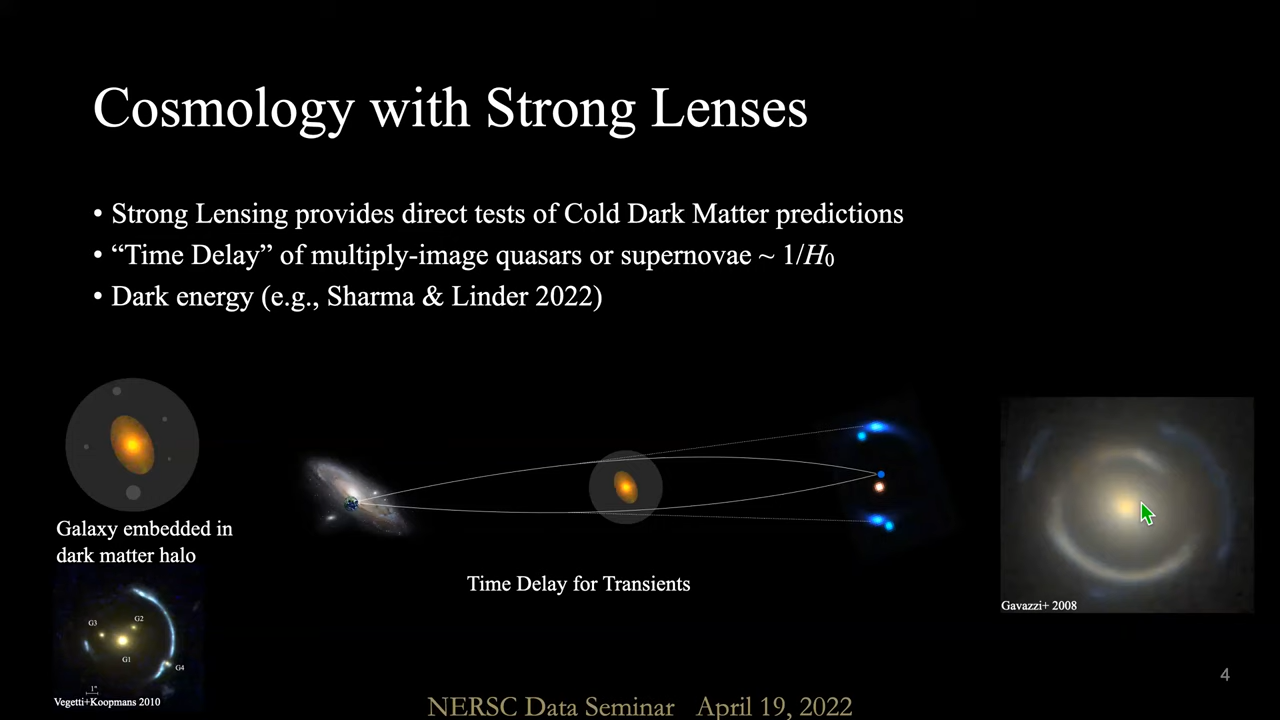 Cosmology with Strong Lenses
• Strong Lensing provides direct tests of Cold Dark Matter predictions
• “Time Delay” of multiply-image quasars or supernovae ~ 1/H₀
• Dark energy (e.g., Sharma & Linder 2022)
Galaxy embedded in
dark matter halo
G3
G2
G1
G4
1"
Vegetti+Koopmans 2010
Time Delay for Transients
Gavazzi+ 2008
4
NERSC Data Seminar April 19, 2022